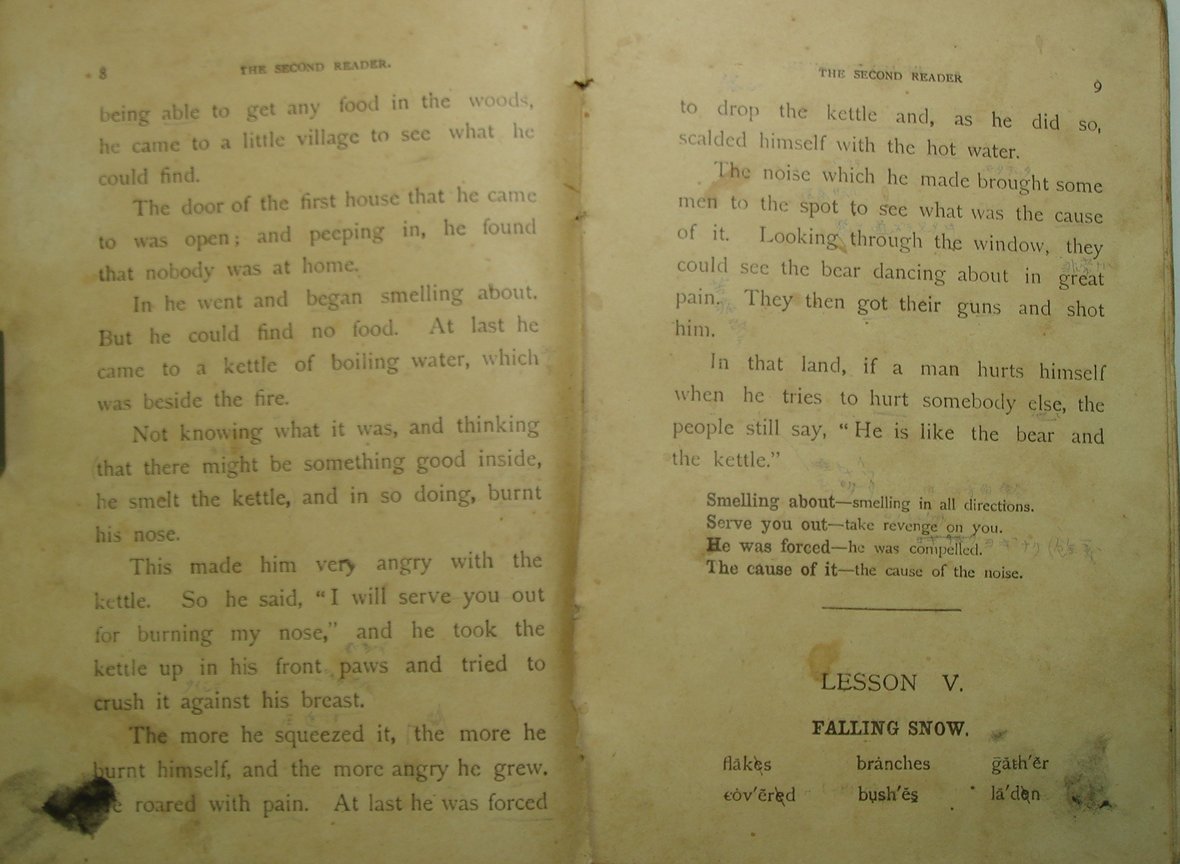 8
THE SECOND READER.
being able to get any food in the woods,
he came to a little village to see what he
could find.
The door of the first house that he came
to was open; and peeping in, he found
that nobody was at home.
In he went and began smelling about.
But he could find no food. At last he
came to a kettle of boiling water, which
was beside the fire.
Not knowing what it was, and thinking
that there might be something good inside,
he smelt the kettle, and in so doing, burnt
his nose.
This made him very angry with the
kettle. So he said, “I will serve you out
for burning my nose,” and he took the
kettle up in his front paws and tried to
crush it against his breast.
The more he squeezed it, the more he
burnt himself, and the more angry he grew.
He roared with pain. At last he was forced
THE SECOND READER
9
to drop the kettle and, as he did so,
scalded himself with the hot water.
The noise which he made brought some
men to the spot to see what was the cause
of it. Looking through the window, they
could see the bear dancing about in great
pain. They then got their guns and shot
him.
In that land, if a man hurts himself
when he tries to hurt somebody else, the
people still say, “He is like the bear and
the kettle.”
Smelling about—smelling in all directions.
Serve you out—take revenge on you.
He was forced—he was compelled.
The cause of it—the cause of the noise.
LESSON V.
FALLING SNOW.
flākes brȧnches ğăth'ẽr
cȯv'ẽred bụsh'ĕş lā'den